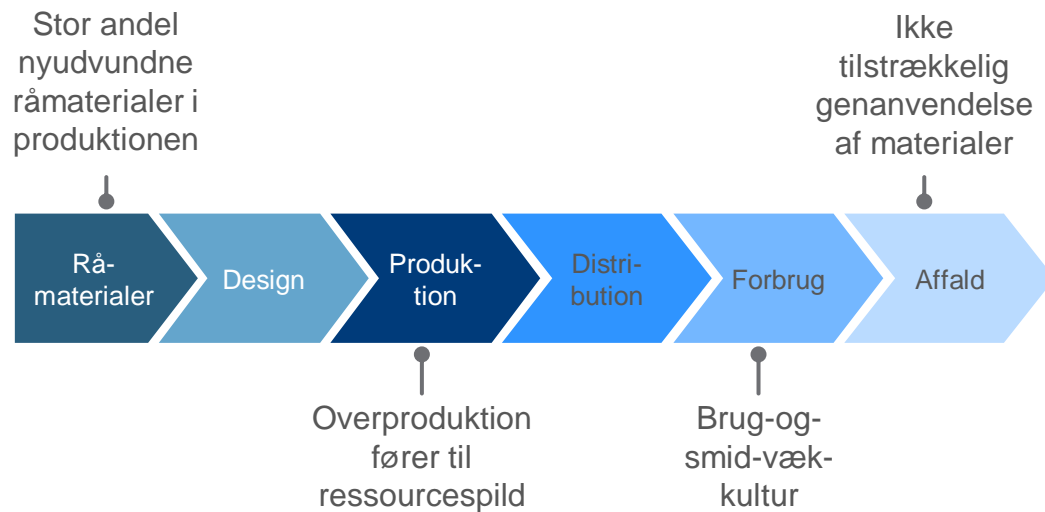 Stor andel
nyudvundne
råmaterialer i
produktionen
Ikke
tilstrækkelig
genanvendelse
af materialer
Rå-
materialer
Design
Produk-
tion
Distri-
bution
Forbrug
Affald
Overproduktion
fører til
ressourcespild
Brug-og-
smid-væk-
kultur